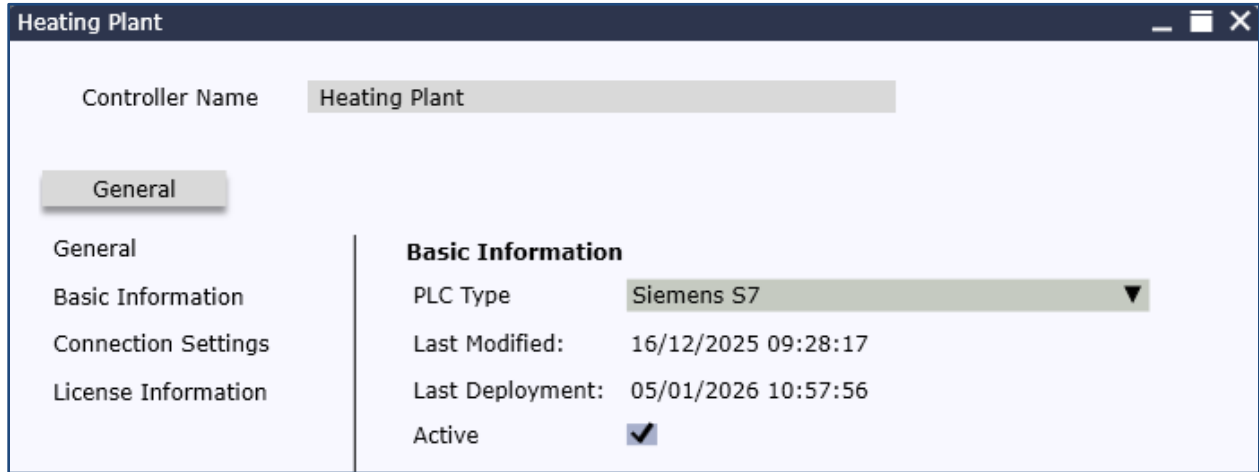 Heating Plant
Controller Name Heating Plant
General
General
Basic Information
Connection Settings
License Information
Basic Information
PLC Type Siemens S7
Last Modified: 16/12/2025 09:28:17
Last Deployment: 05/01/2026 10:57:56
Active